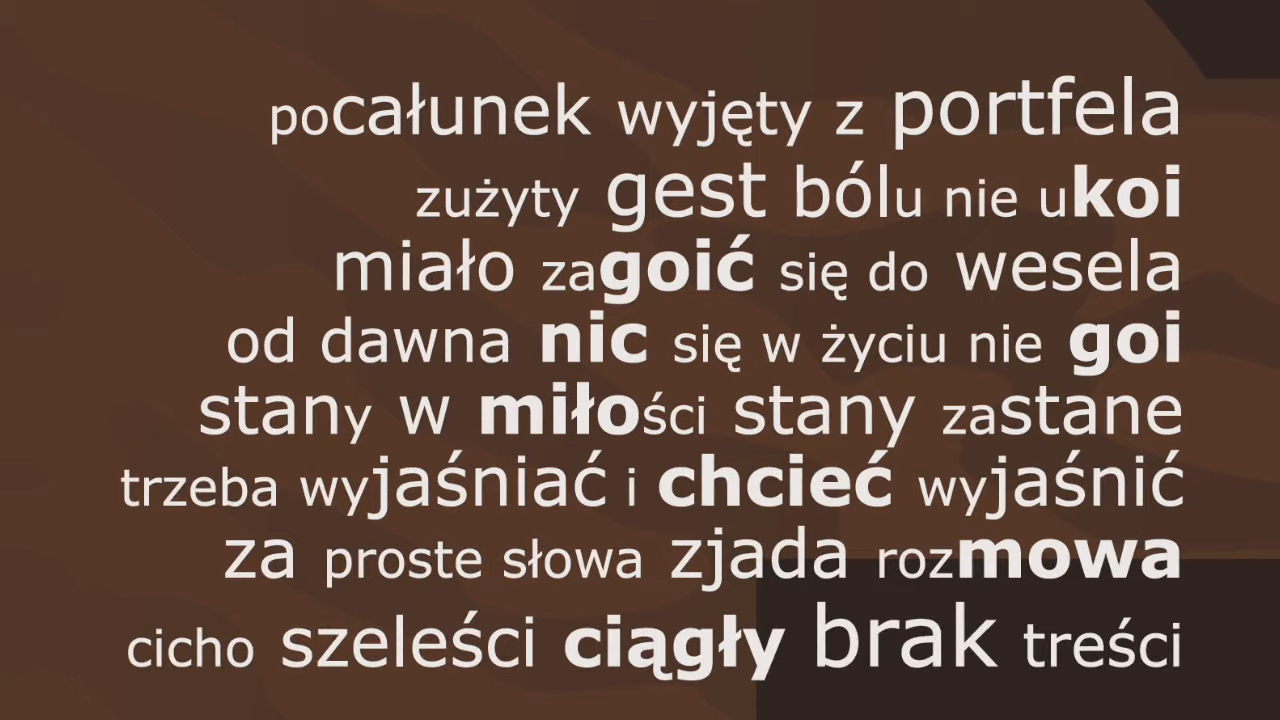 pocałunek wyjęty z portfela
zużyty gest bólu nie ukoi
miało zagoić się do wesela
od dawna nic się w życiu nie goi
stany w miłości stany zastane
trzeba wyjaśniać i chcieć wyjaśnić
za proste słowa zjada rozmowa
cicho szeleści ciągły brak treści